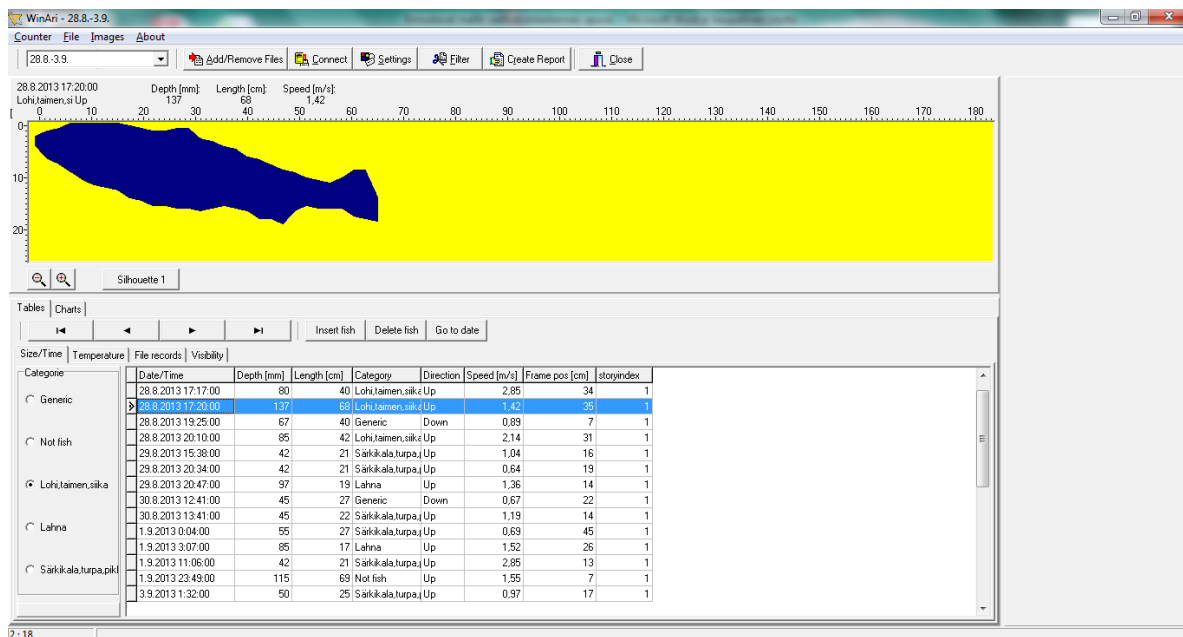 WinAri - 28.8.-3.9.
Counter File Images About
28.8.-3.9. Add/Remove Files Connect Settings Filter Create Report Close
28.8.2013 17:20:00 Depth [mm]: Length [cm]: Speed [m/s]:
Lohi,taimen,si Up 137 68 1,42
[ 0 10 20 30 40 50 60 70 80 90 100 110 120 130 140 150 160 170 180
0
10
20
Silhouette 1
Tables Charts
Insert fish Delete fish Go to date
Size/Time Temperature File records Visibility
Categorie
Generic
Not fish
Lohi,taimen,siika
Lahna
Särkikala,turpa,pikl
Date/Time Depth [mm] Length [cm] Category Direction Speed [m/s] Frame pos [cm] storyindex
28.8.2013 17:17:00 80 40 Lohi,taimen,siika Up 2,85 34 1
28.8.2013 17:20:00 137 68 Lohi,taimen,siika Up 1,42 35 1
28.8.2013 19:25:00 67 40 Generic Down 0,89 7 1
28.8.2013 20:10:00 85 42 Lohi,taimen,siika Up 2,14 31 1
29.8.2013 15:38:00 42 21 Särkikala,turpa, Up 1,04 16 1
29.8.2013 20:34:00 42 21 Särkikala,turpa, Up 0,64 19 1
29.8.2013 20:47:00 97 19 Lahna Up 1,36 14 1
30.8.2013 12:41:00 45 27 Generic Down 0,67 22 1
30.8.2013 13:41:00 45 22 Särkikala,turpa, Up 1,19 14 1
1.9.2013 0:04:00 55 27 Särkikala,turpa, Up 0,69 45 1
1.9.2013 3:07:00 85 17 Lahna Up 1,52 26 1
1.9.2013 11:06:00 42 21 Särkikala,turpa, Up 2,85 13 1
1.9.2013 23:49:00 115 69 Not fish Up 1,55 7 1
3.9.2013 1:32:00 50 25 Särkikala,turpa, Up 0,97 17 1
2 : 18